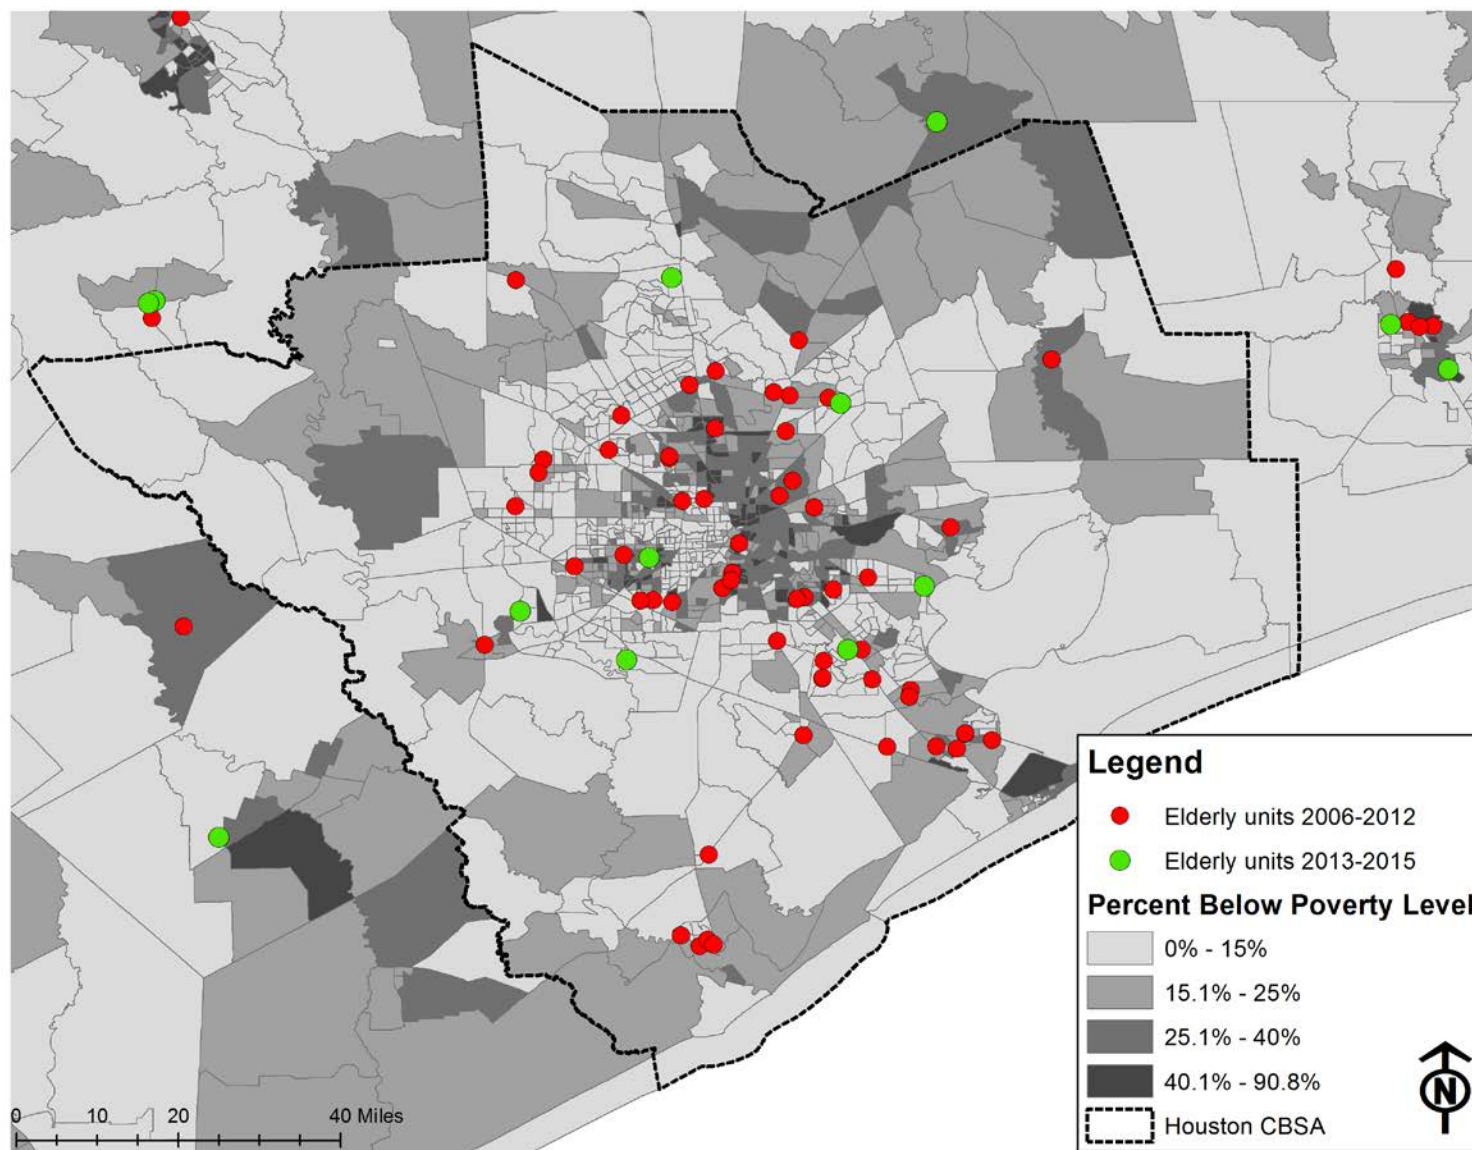 Legend
Elderly units 2006-2012
Elderly units 2013-2015
Percent Below Poverty Level
0% - 15%
15.1% - 25%
25.1% - 40%
40.1% - 90.8%
Houston CBSA
N
0 10 20 40 Miles